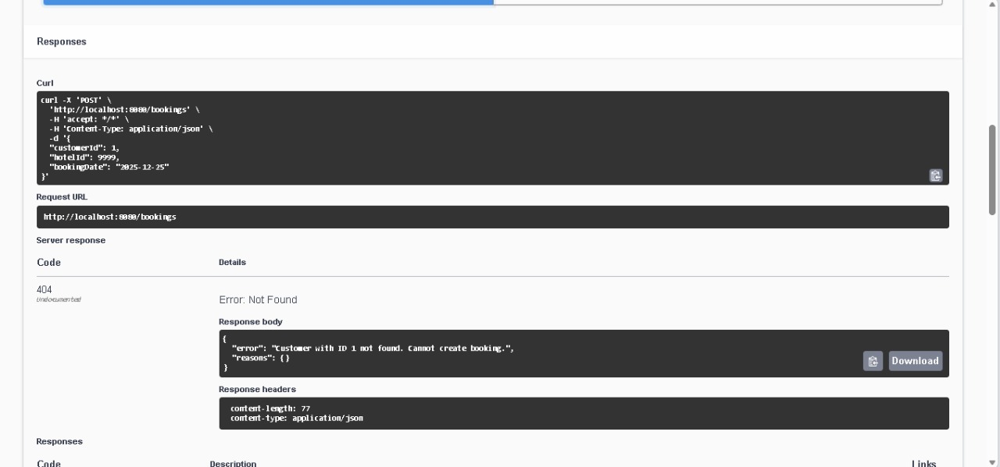 Responses
Curl
curl -X 'POST' \
'http://localhost:8080/bookings' \
-H 'accept: */*' \
-H 'Content-Type: application/json' \
-d '{
"customerId": 1,
"hotelId": 9999,
"bookingDate": "2025-12-25"
}'
Request URL
http://localhost:8080/bookings
Server response
Code Details
404
Undocumented
Error: Not Found
Response body
{
"error": "Customer with ID 1 not found. Cannot create booking.",
"reasons": {}
}
Download
Response headers
content-length: 77
content-type: application/json
Responses
Code Description Links